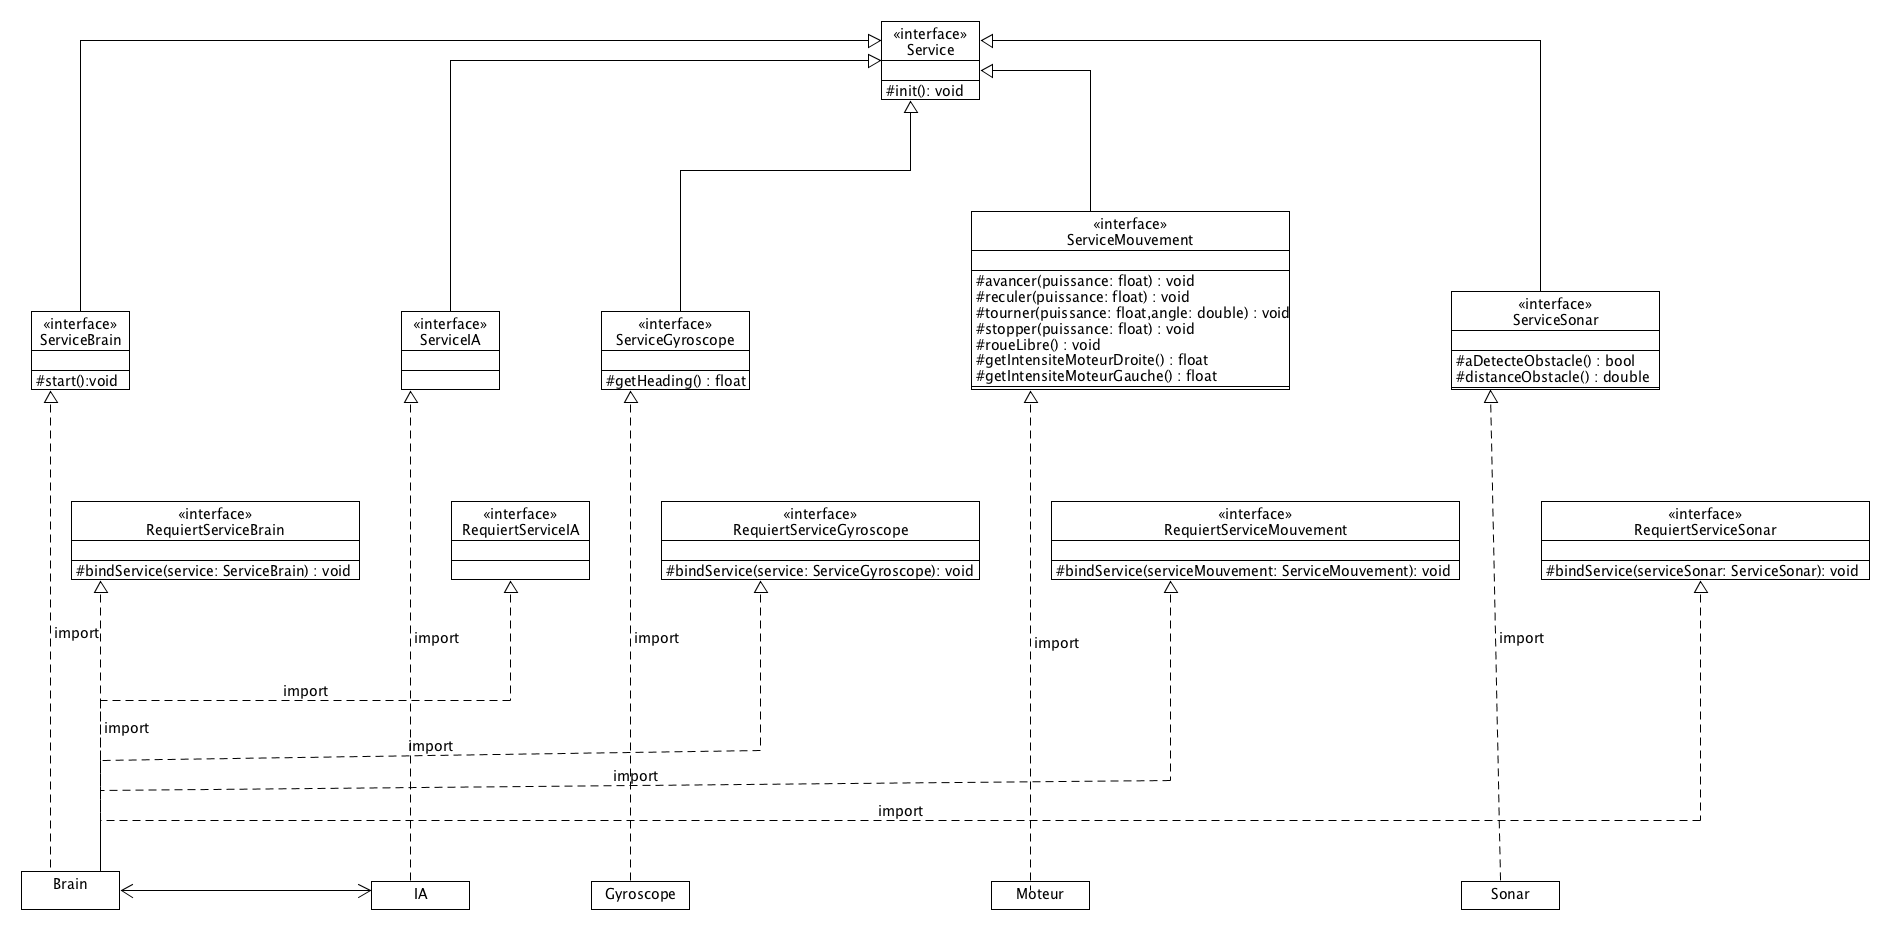 «interface»
Service
#init(): void
«interface»
ServiceMouvement
#avancer(puissance: float) : void
#reculer(puissance: float) : void
#tourner(puissance: float,angle: double) : void
#stopper(puissance: float) : void
#roueLibre() : void
#getIntensiteMoteurDroite() : float
#getIntensiteMoteurGauche() : float
«interface»
ServiceBrain
#start():void
«interface»
ServiceIA
«interface»
ServiceGyroscope
#getHeading() : float
«interface»
ServiceSonar
#aDetecteObstacle() : bool
#distanceObstacle() : double
«interface»
RequiertServiceBrain
#bindService(service: ServiceBrain) : void
«interface»
RequiertServiceIA
«interface»
RequiertServiceGyroscope
#bindService(service: ServiceGyroscope): void
«interface»
RequiertServiceMouvement
#bindService(serviceMouvement: ServiceMouvement): void
«interface»
RequiertServiceSonar
#bindService(serviceSonar: ServiceSonar): void
import
import
import
import
import
import
import
import
import
import
Brain
IA
Gyroscope
Moteur
Sonar